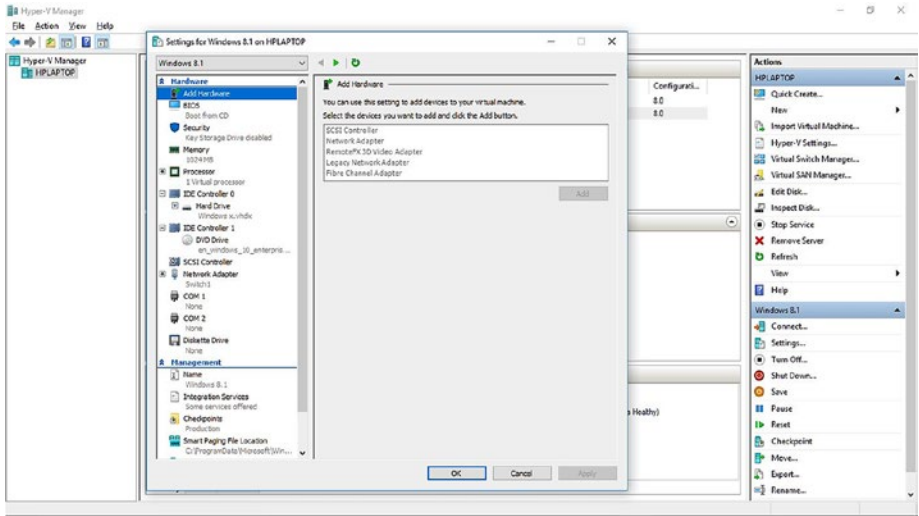 Hyper-V Manager
File Action View Help
Hyper-V Manager
HPLAPTOP
Settings for Windows 8.1 on HPLAPTOP
Windows 8.1
Hardware
Add Hardware
BIOS
Boot from CD
Security
Key Storage Drive disabled
Memory
1024 MB
Processor
1 Virtual processor
IDE Controller 0
Hard Drive
Windows x.vhdx
IDE Controller 1
DVD Drive
en_windows_10_enterpris...
SCSI Controller
Network Adapter
Switch1
COM 1
None
COM 2
None
Diskette Drive
None
Management
Name
Windows 8.1
Integration Services
Some services offered
Checkpoints
Production
Smart Paging File Location
C:\ProgramData\Microsoft\Win...
Add Hardware
You can use this setting to add devices to your virtual machine.
Select the devices you want to add and click the Add button.
SCSI Controller
Network Adapter
RemoteFX 3D Video Adapter
Legacy Network Adapter
Fibre Channel Adapter
Add
OK Cancel Apply
Configurati...
8.0
8.0
s Healthy)
Actions
HPLAPTOP
Quick Create...
New
Import Virtual Machine...
Hyper-V Settings...
Virtual Switch Manager...
Virtual SAN Manager...
Edit Disk...
Inspect Disk...
Stop Service
Remove Server
Refresh
View
Help
Windows 8.1
Connect...
Settings...
Turn Off...
Shut Down...
Save
Pause
Reset
Checkpoint
Move...
Export...
Rename...